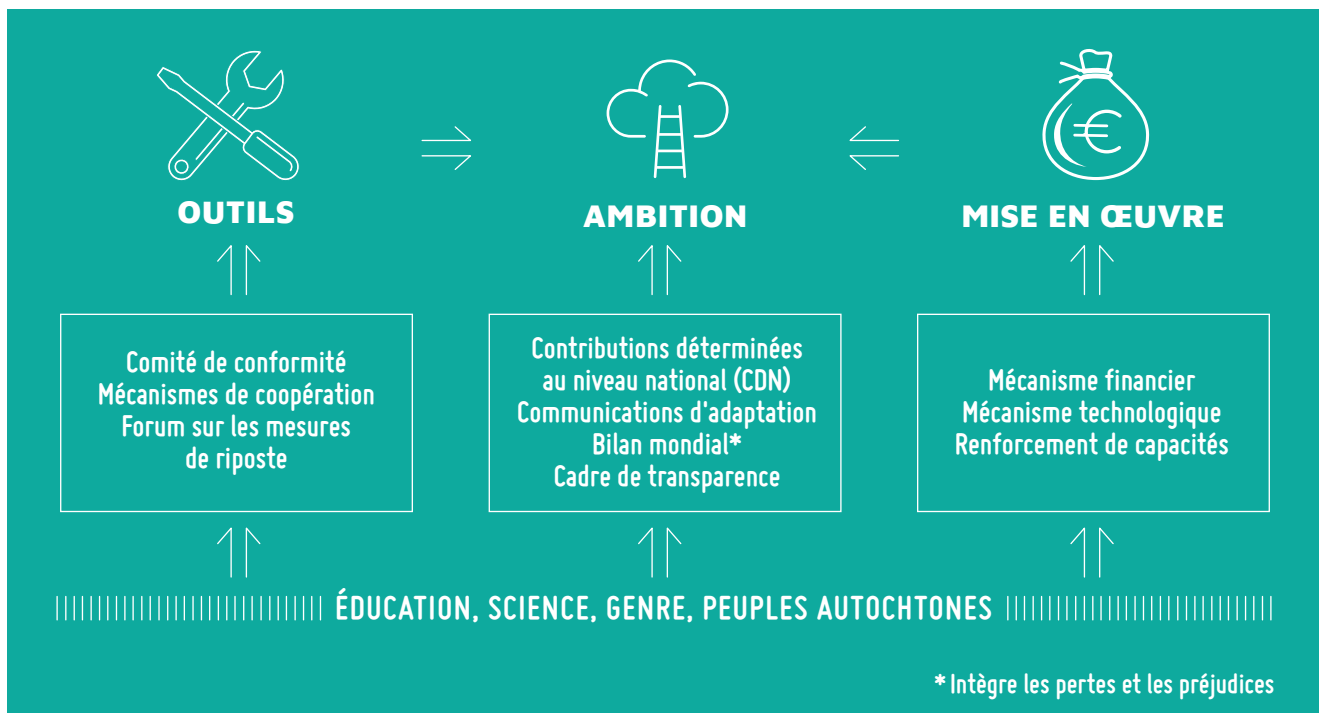 OUTILS
AMBITION
MISE EN ŒUVRE
Comité de conformité
Mécanismes de coopération
Forum sur les mesures
de riposte
Contributions déterminées
au niveau national (CDN)
Communications d'adaptation
Bilan mondial*
Cadre de transparence
Mécanisme financier
Mécanisme technologique
Renforcement de capacités
ÉDUCATION, SCIENCE, GENRE, PEUPLES AUTOCHTONES
* Intègre les pertes et les préjudices